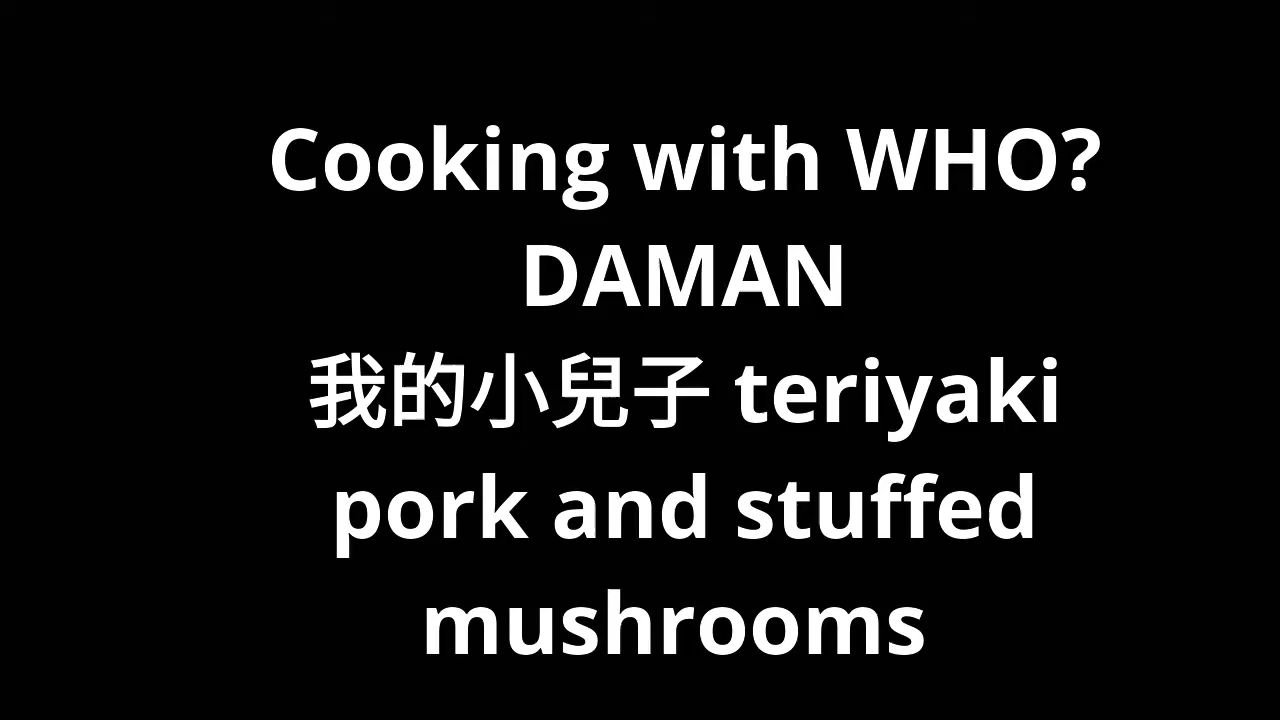 Cooking with WHO?
DAMAN
我的小兒子 teriyaki
pork and stuffed
mushrooms